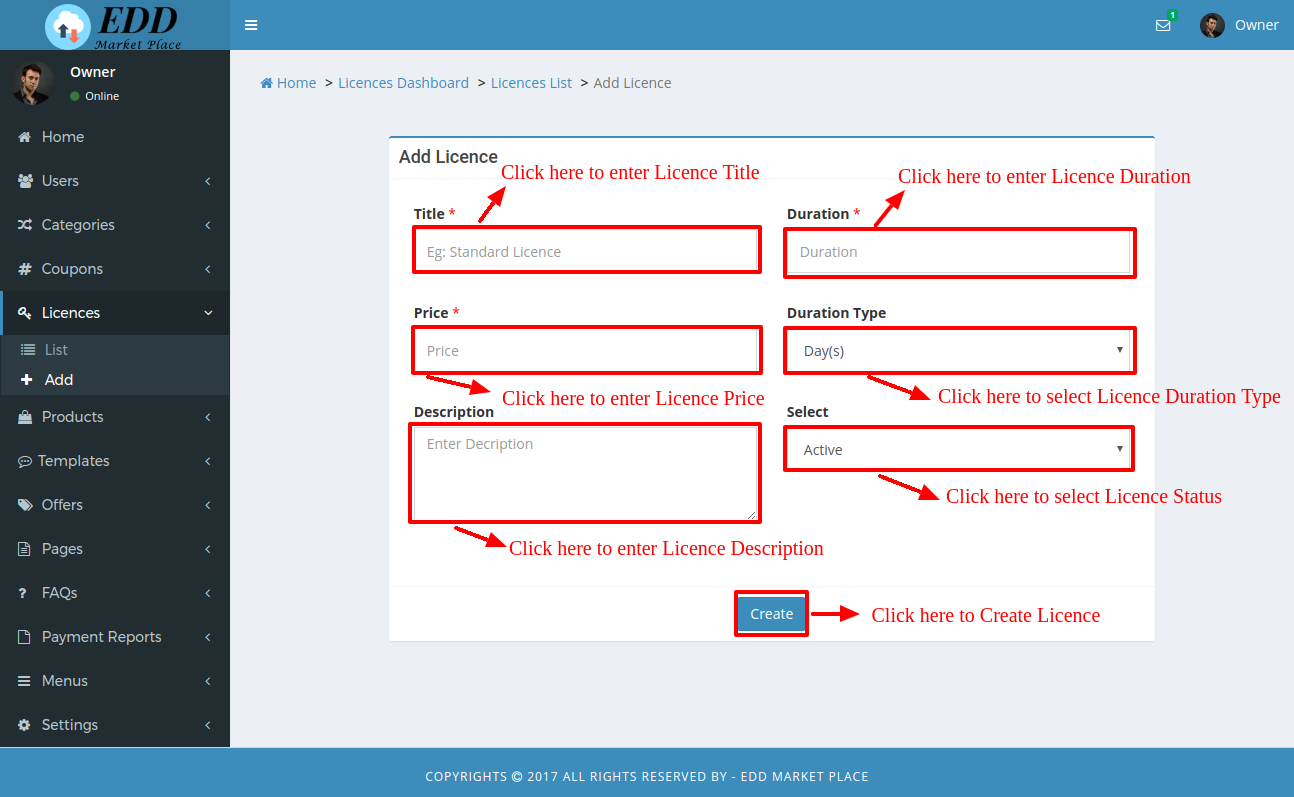 EDD
Market Place
1
Owner
Owner
Online
Home > Licences Dashboard > Licences List > Add Licence
Home
Users
Categories
Coupons
Licences
List
Add
Products
Templates
Offers
Pages
FAQs
Payment Reports
Menus
Settings
Add Licence
Click here to enter Licence Title
Click here to enter Licence Duration
Title *
Duration *
Eg: Standard Licence
Duration
Price *
Duration Type
Price
Day(s)
Click here to enter Licence Price
Click here to select Licence Duration Type
Description
Select
Enter Decription
Active
Click here to select Licence Status
Click here to enter Licence Description
Create
Click here to Create Licence
COPYRIGHTS © 2017 ALL RIGHTS RESERVED BY - EDD MARKET PLACE